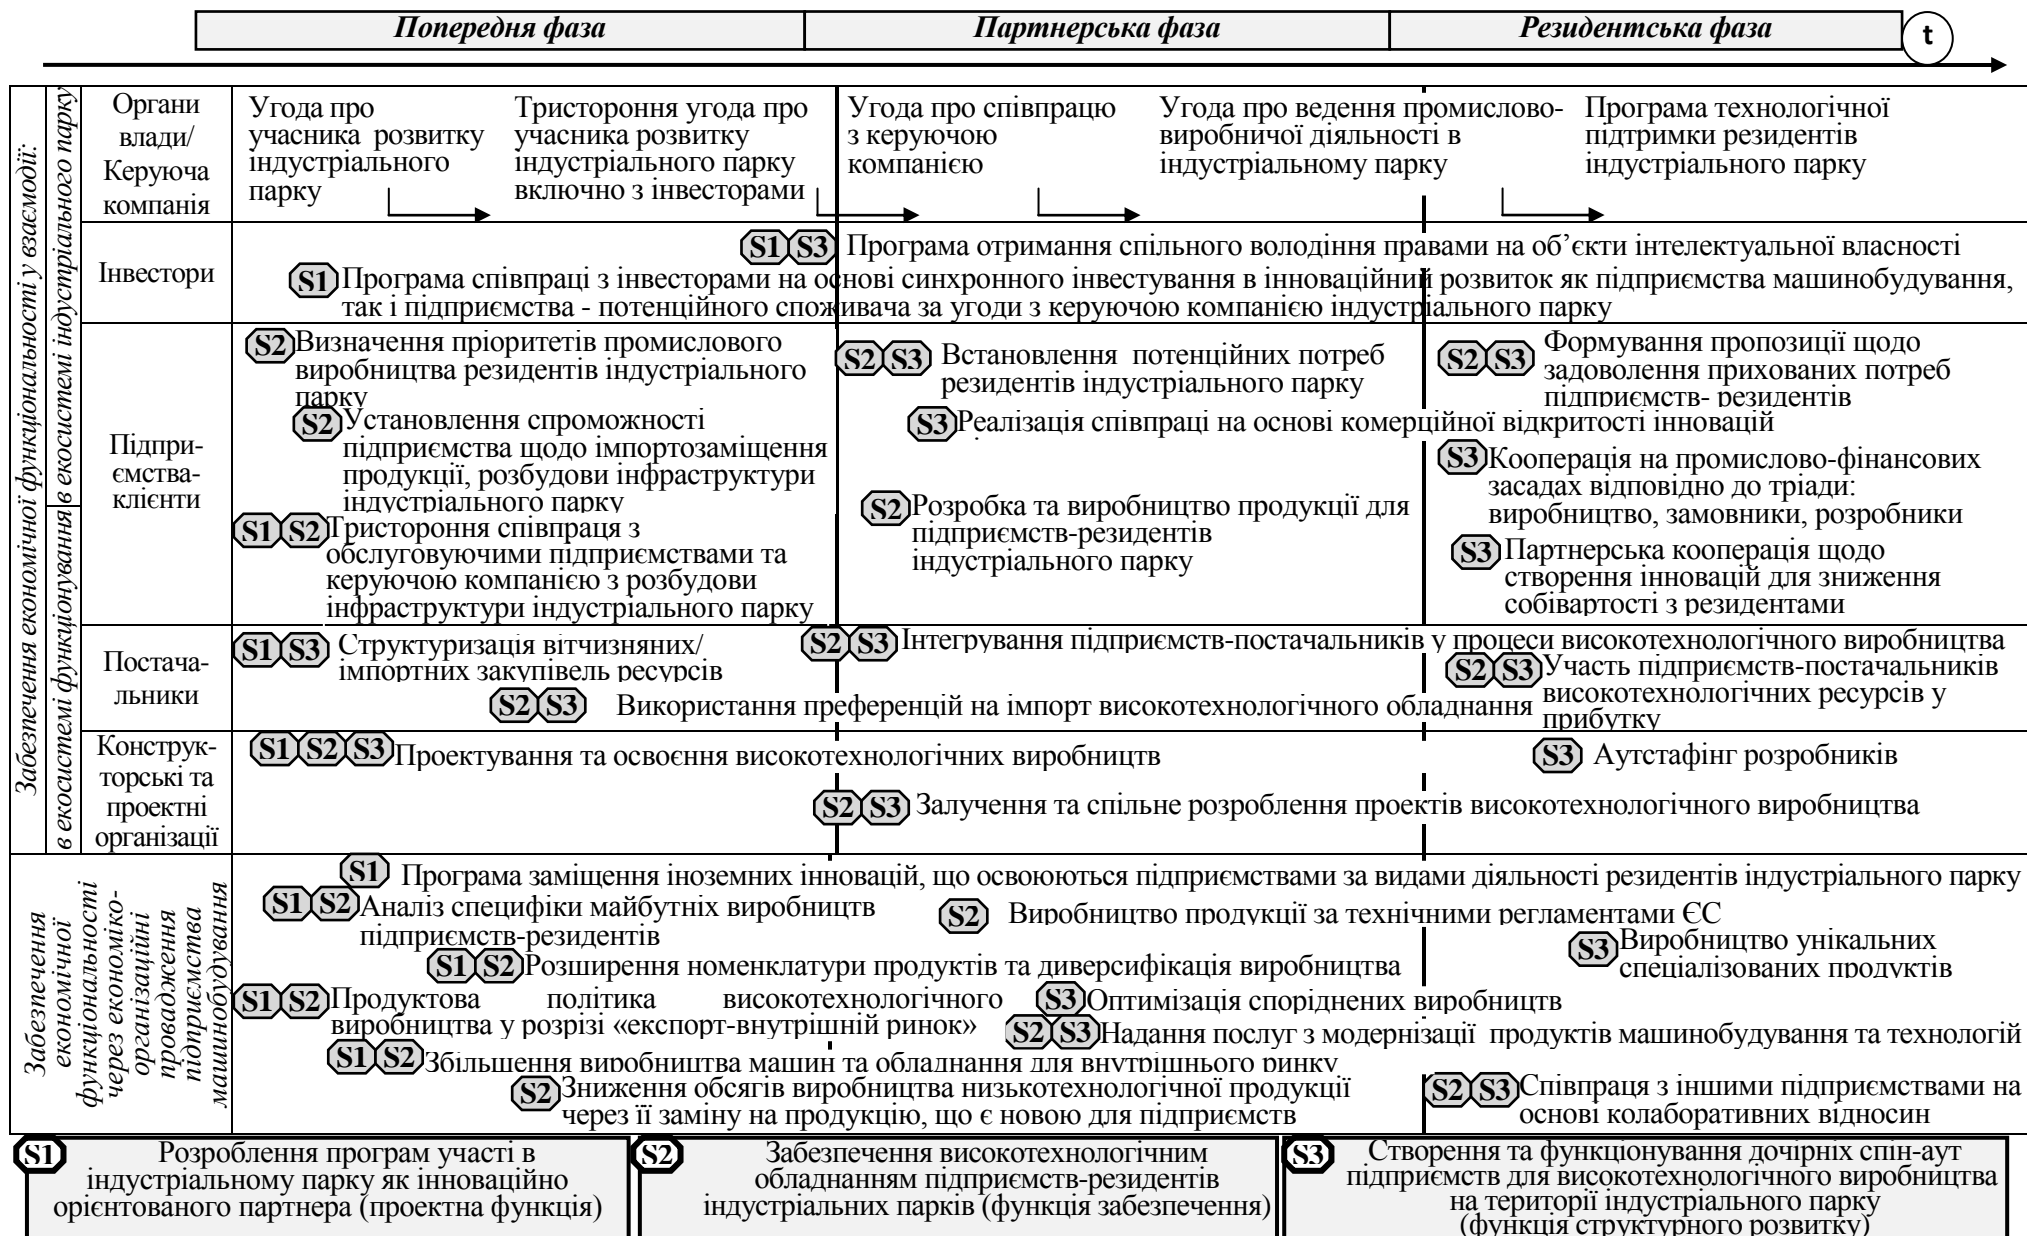 Попередня фаза
Партнерська фаза
Резидентська фаза
t
Забезпечення економічної функціональності у взаємодії:
в екосистемі функціонування
в екосистемі індустріального парку
Органи
влади/
Керуюча
компанія
Угода про
учасника розвитку
індустріального
парку
Тристороння угода про
учасника розвитку
індустріального парку
включно з інвесторами
Угода про співпрацю
з керуючою
компанією
Угода про ведення промислово-
виробничої діяльності в
індустріальному парку
Програма технологічної
підтримки резидентів
індустріального парку
Інвестори
S1 S3 Програма отримання спільного володіння правами на об’єкти інтелектуальної власності
S1 Програма співпраці з інвесторами на основі синхронного інвестування в інноваційний розвиток як підприємства машинобудування,
так і підприємства - потенційного споживача за угоди з керуючою компанією індустріального парку
Підпри-
ємства-
клієнти
S2 Визначення пріоритетів промислового
виробництва резидентів індустріального
парку
S2 Установлення спроможності
підприємства щодо імпортозаміщення
продукції, розбудови інфраструктури
індустріального парку
S1 S2 Тристороння співпраця з
обслуговуючими підприємствами та
керуючою компанією з розбудови
інфраструктури індустріального парку
S2 S3 Встановлення потенційних потреб
резидентів індустріального парку
S3 Реалізація співпраці на основі комерційної відкритості інновацій
S2 Розробка та виробництво продукції для
підприємств-резидентів
індустріального парку
S2 S3 Формування пропозиції щодо
задоволення прихованих потреб
підприємств- резидентів
S3 Кооперація на промислово-фінансових
засадах відповідно до тріади:
виробництво, замовники, розробники
S3 Партнерська кооперація щодо
створення інновацій для зниження
собівартості з резидентами
Постача-
льники
S1 S3 Структуризація вітчизняних/
імпортних закупівель ресурсів
S2 S3 Інтегрування підприємств-постачальників у процеси високотехнологічного виробництва
S2 S3 Використання преференцій на імпорт високотехнологічного обладнання
S2 S3 Участь підприємств-постачальників
високотехнологічних ресурсів у
прибутку
Конструк-
торські та
проектні
організації
S1 S2 S3 Проектування та освоєння високотехнологічних виробництв
S3 Аутстафінг розробників
S2 S3 Залучення та спільне розроблення проектів високотехнологічного виробництва
Забезпечення
економічної
функціональності
через економіко-
організаційні
провадження
підприємства
машинобудування
S1 Програма заміщення іноземних інновацій, що освоюються підприємствами за видами діяльності резидентів індустріального парку
S1 S2 Аналіз специфіки майбутніх виробництв
підприємств-резидентів
S2 Виробництво продукції за технічними регламентами ЄС
S3 Виробництво унікальних
спеціалізованих продуктів
S1 S2 Розширення номенклатури продуктів та диверсифікація виробництва
S1 S2 Продуктова політика високотехнологічного
виробництва у розрізі «експорт-внутрішній ринок»
S3 Оптимізація споріднених виробництв
S2 S3 Надання послуг з модернізації продуктів машинобудування та технологій
S1 S2 Збільшення виробництва машин та обладнання для внутрішнього ринку
S2 Зниження обсягів виробництва низькотехнологічної продукції
через її заміну на продукцію, що є новою для підприємств
S2 S3 Співпраця з іншими підприємствами на
основі колаборативних відносин
S1 Розроблення програм участі в
індустріальному парку як інноваційно
орієнтованого партнера (проектна функція)
S2 Забезпечення високотехнологічним
обладнанням підприємств-резидентів
індустріальних парків (функція забезпечення)
S3 Створення та функціонування дочірніх спін-аут
підприємств для високотехнологічного виробництва
на території індустріального парку
(функція структурного розвитку)